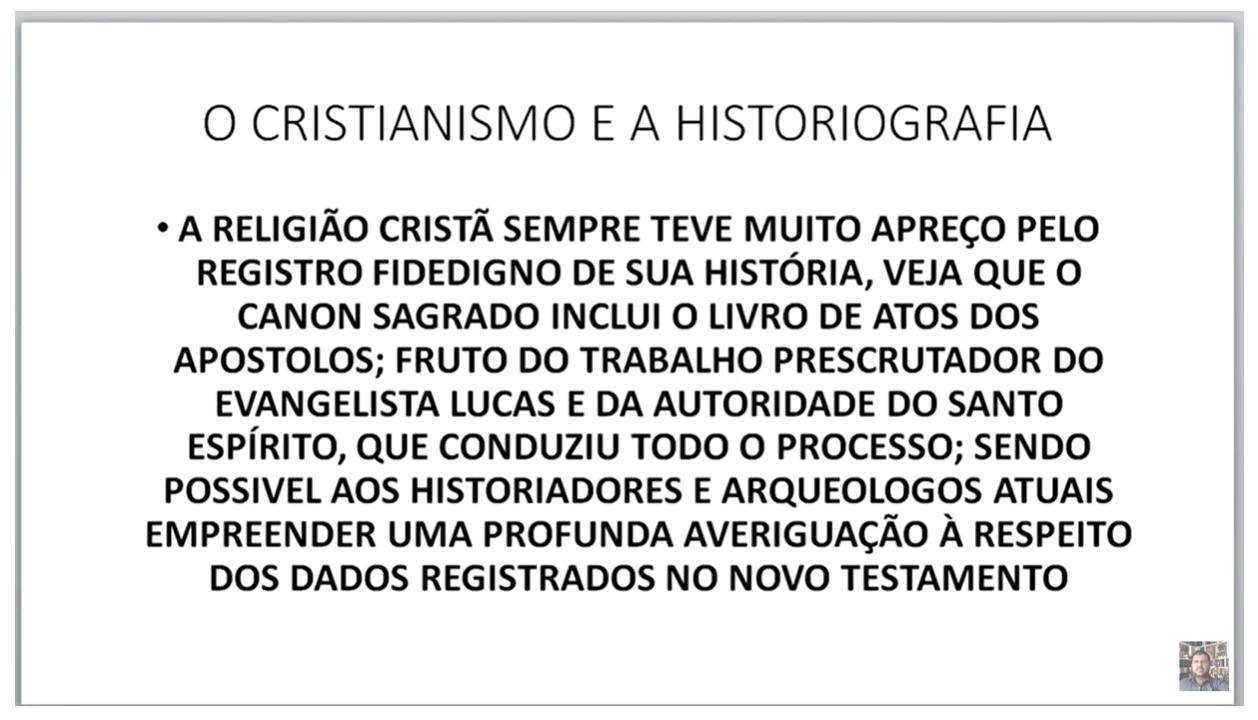 O CRISTIANISMO E A HISTORIOGRAFIA
• A RELIGIÃO CRISTÃ SEMPRE TEVE MUITO APREÇO PELO
REGISTRO FIDEDIGNO DE SUA HISTÓRIA, VEJA QUE O
CANON SAGRADO INCLUI O LIVRO DE ATOS DOS
APOSTOLOS; FRUTO DO TRABALHO PRESCRUTADOR DO
EVANGELISTA LUCAS E DA AUTORIDADE DO SANTO
ESPÍRITO, QUE CONDUZIU TODO O PROCESSO; SENDO
POSSIVEL AOS HISTORIADORES E ARQUEOLOGOS ATUAIS
EMPREENDER UMA PROFUNDA AVERIGUAÇÃO À RESPEITO
DOS DADOS REGISTRADOS NO NOVO TESTAMENTO